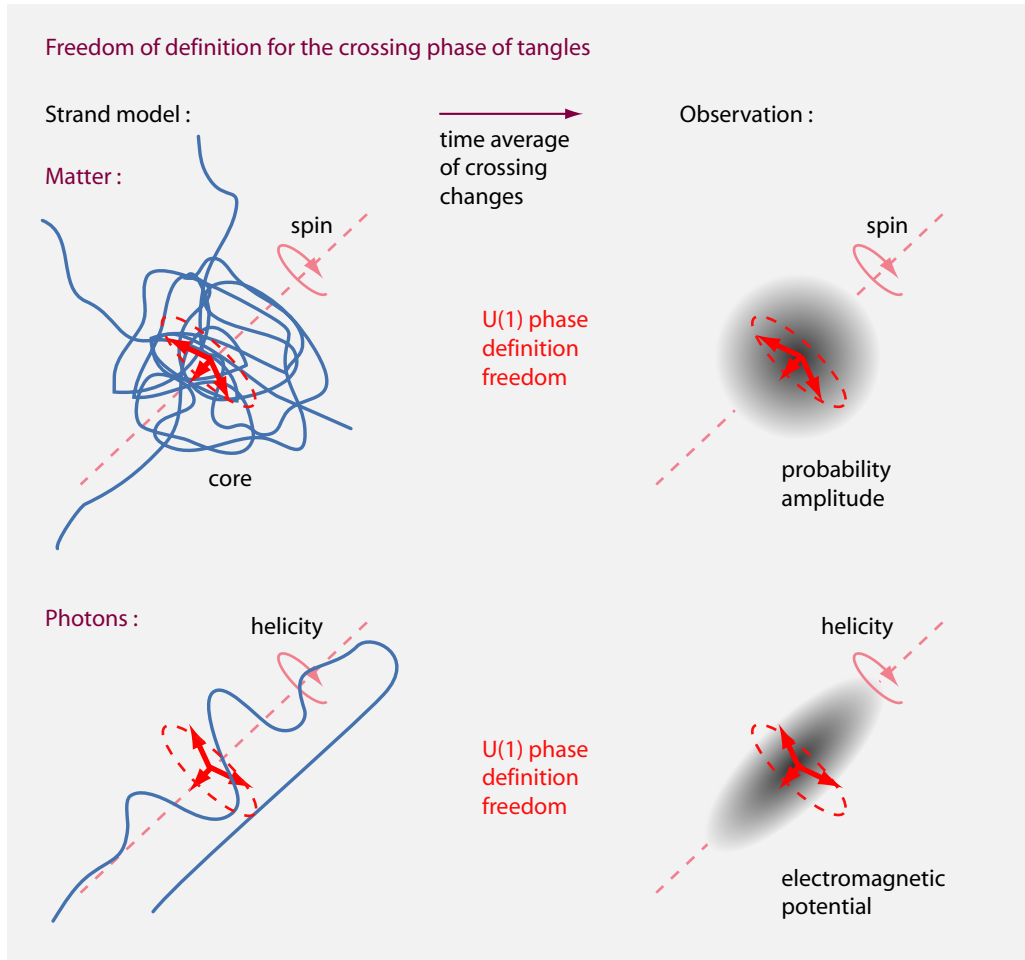 Freedom of definition for the crossing phase of tangles
Strand model :
time average
of crossing
changes
Observation :
Matter :
spin
core
U(1) phase
definition
freedom
spin
probability
amplitude
Photons :
helicity
U(1) phase
definition
freedom
helicity
electromagnetic
potential